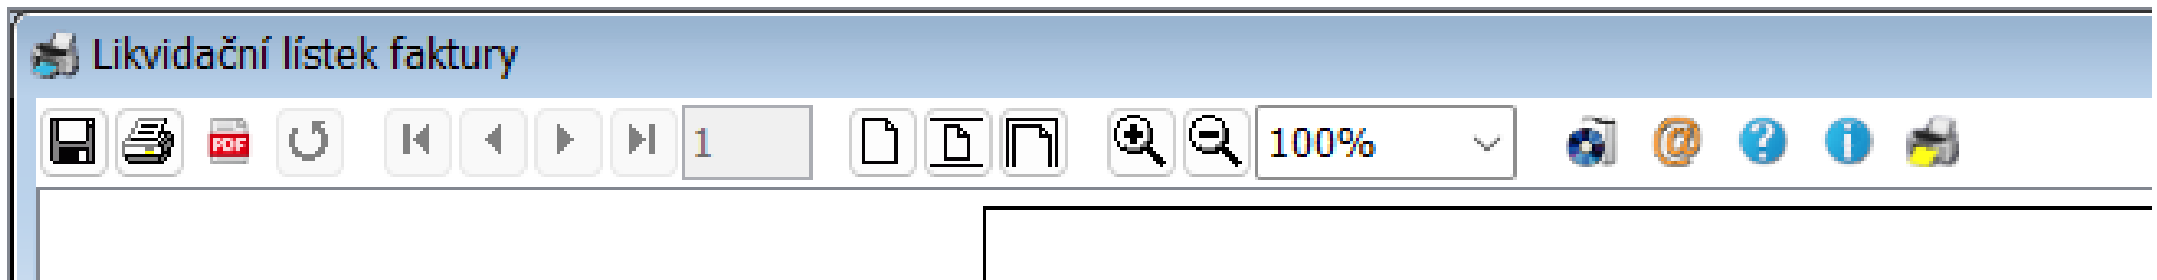 Likvidační lístek faktury
PDF 1 100% @ ? i